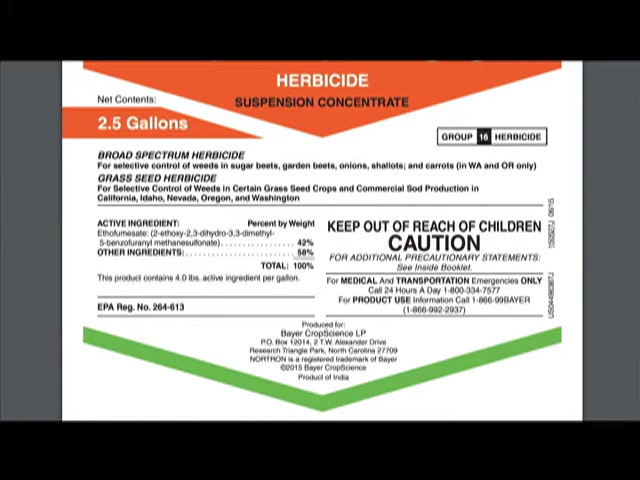 HERBICIDE
SUSPENSION CONCENTRATE
Net Contents:
2.5 Gallons
GROUP 16 HERBICIDE
BROAD SPECTRUM HERBICIDE
For selective control of weeds in sugar beets, garden beets, onions, shallots; and carrots (in WA and OR only)
GRASS SEED HERBICIDE
For Selective Control of Weeds in Certain Grass Seed Crops and Commercial Sod Production in
California, Idaho, Nevada, Oregon, and Washington
ACTIVE INGREDIENT: Percent by Weight
Ethofumesate: (2-ethoxy-2,3-dihydro-3,3-dimethyl-
5-benzofuranyl methanesulfonate) . . . . . . . . . . . . . . . . . . 42%
OTHER INGREDIENTS: . . . . . . . . . . . . . . . . . . . . . . . . . . 58%
TOTAL: 100%
This product contains 4.0 lbs. active ingredient per gallon.
EPA Reg. No. 264-613
KEEP OUT OF REACH OF CHILDREN
CAUTION
FOR ADDITIONAL PRECAUTIONARY STATEMENTS:
See Inside Booklet.
For MEDICAL And TRANSPORTATION Emergencies ONLY
Call 24 Hours A Day 1-800-334-7577
For PRODUCT USE Information Call 1-866-99BAYER
(1-866-992-2937)
Produced for:
Bayer CropScience LP
P.O. Box 12014, 2 T.W. Alexander Drive
Research Triangle Park, North Carolina 27709
NORTRON is a registered trademark of Bayer
©2015 Bayer CropScience
Product of India